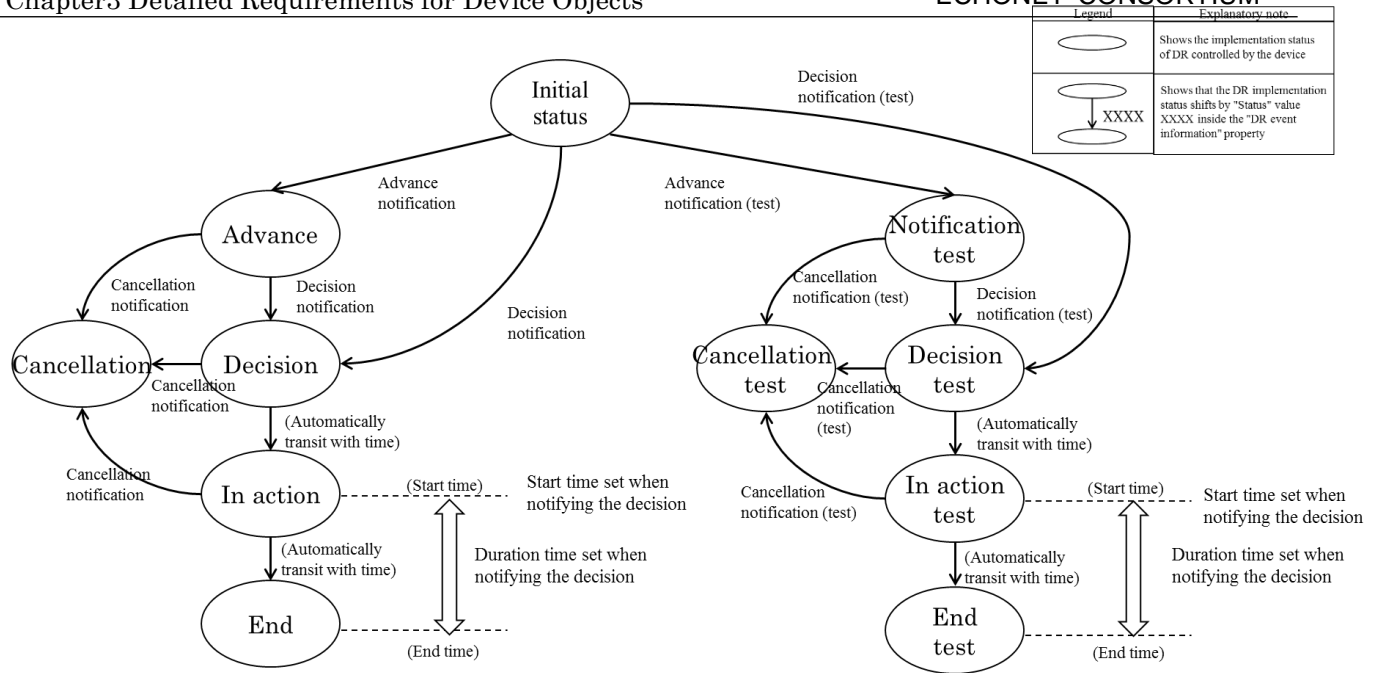 Chapter3 Detailed Requirements for Device Objects
ECHONET CONSORTIUM
Legend
Explanatory note
Shows the implementation status
of DR controlled by the device
XXXX
Shows that the DR implementation
status shifts by "Status" value
XXXX inside the "DR event
information" property
Initial
status
Decision
notification (test)
Advance
notification
Advance
notification (test)
Advance
Cancellation
notification
Decision
notification
Decision
notification
Cancellation
Decision
Cancellation
notification
(Automatically
transit with time)
Cancellation
notification
In action
(Start time)
Start time set when
notifying the decision
(Automatically
transit with time)
Duration time set when
notifying the decision
End
(End time)
Notification
test
Cancellation
notification (test)
Decision
notification (test)
Cancellation
test
Decision
test
Cancellation
notification
(test)
(Automatically
transit with time)
Cancellation
notification (test)
In action
test
(Start time)
Start time set when
notifying the decision
(Automatically
transit with time)
Duration time set when
notifying the decision
End
test
(End time)